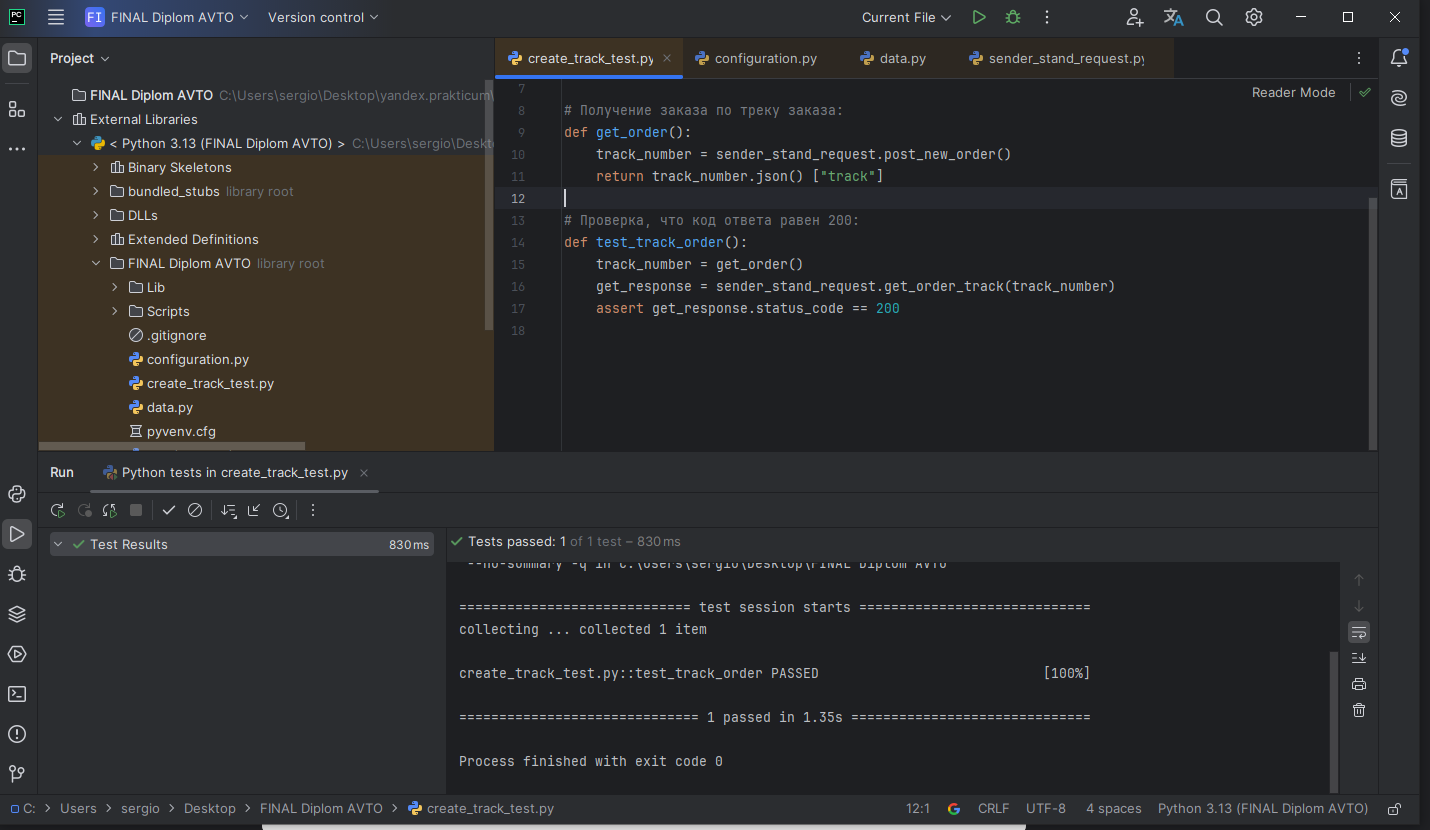 PC FI FINAL Diplom AVTO Version control Current File
Project
create_track_test.py configuration.py data.py sender_stand_request.py
FINAL Diplom AVTO C:\Users\sergio\Desktop\yandex.prakticum\
External Libraries
< Python 3.13 (FINAL Diplom AVTO) > C:\Users\sergio\Deskt
Binary Skeletons
bundled_stubs library root
DLLs
Extended Definitions
FINAL Diplom AVTO library root
Lib
Scripts
.gitignore
configuration.py
create_track_test.py
data.py
pyvenv.cfg
Reader Mode
7
8 # Получение заказа по треку заказа:
9 def get_order():
10 track_number = sender_stand_request.post_new_order()
11 return track_number.json() ["track"]
12
13 # Проверка, что код ответа равен 200:
14 def test_track_order():
15 track_number = get_order()
16 get_response = sender_stand_request.get_order_track(track_number)
17 assert get_response.status_code == 200
18
Run Python tests in create_track_test.py
Test Results 830 ms
Tests passed: 1 of 1 test – 830 ms
--no-summary -q in C:\Users\sergio\Desktop\FINAL Diplom AVTO
============================= test session starts =============================
collecting ... collected 1 item
create_track_test.py::test_track_order PASSED [100%]
============================== 1 passed in 1.35s ==============================
Process finished with exit code 0
C: > Users > sergio > Desktop > FINAL Diplom AVTO > create_track_test.py 12:1 CRLF UTF-8 4 spaces Python 3.13 (FINAL Diplom AVTO)